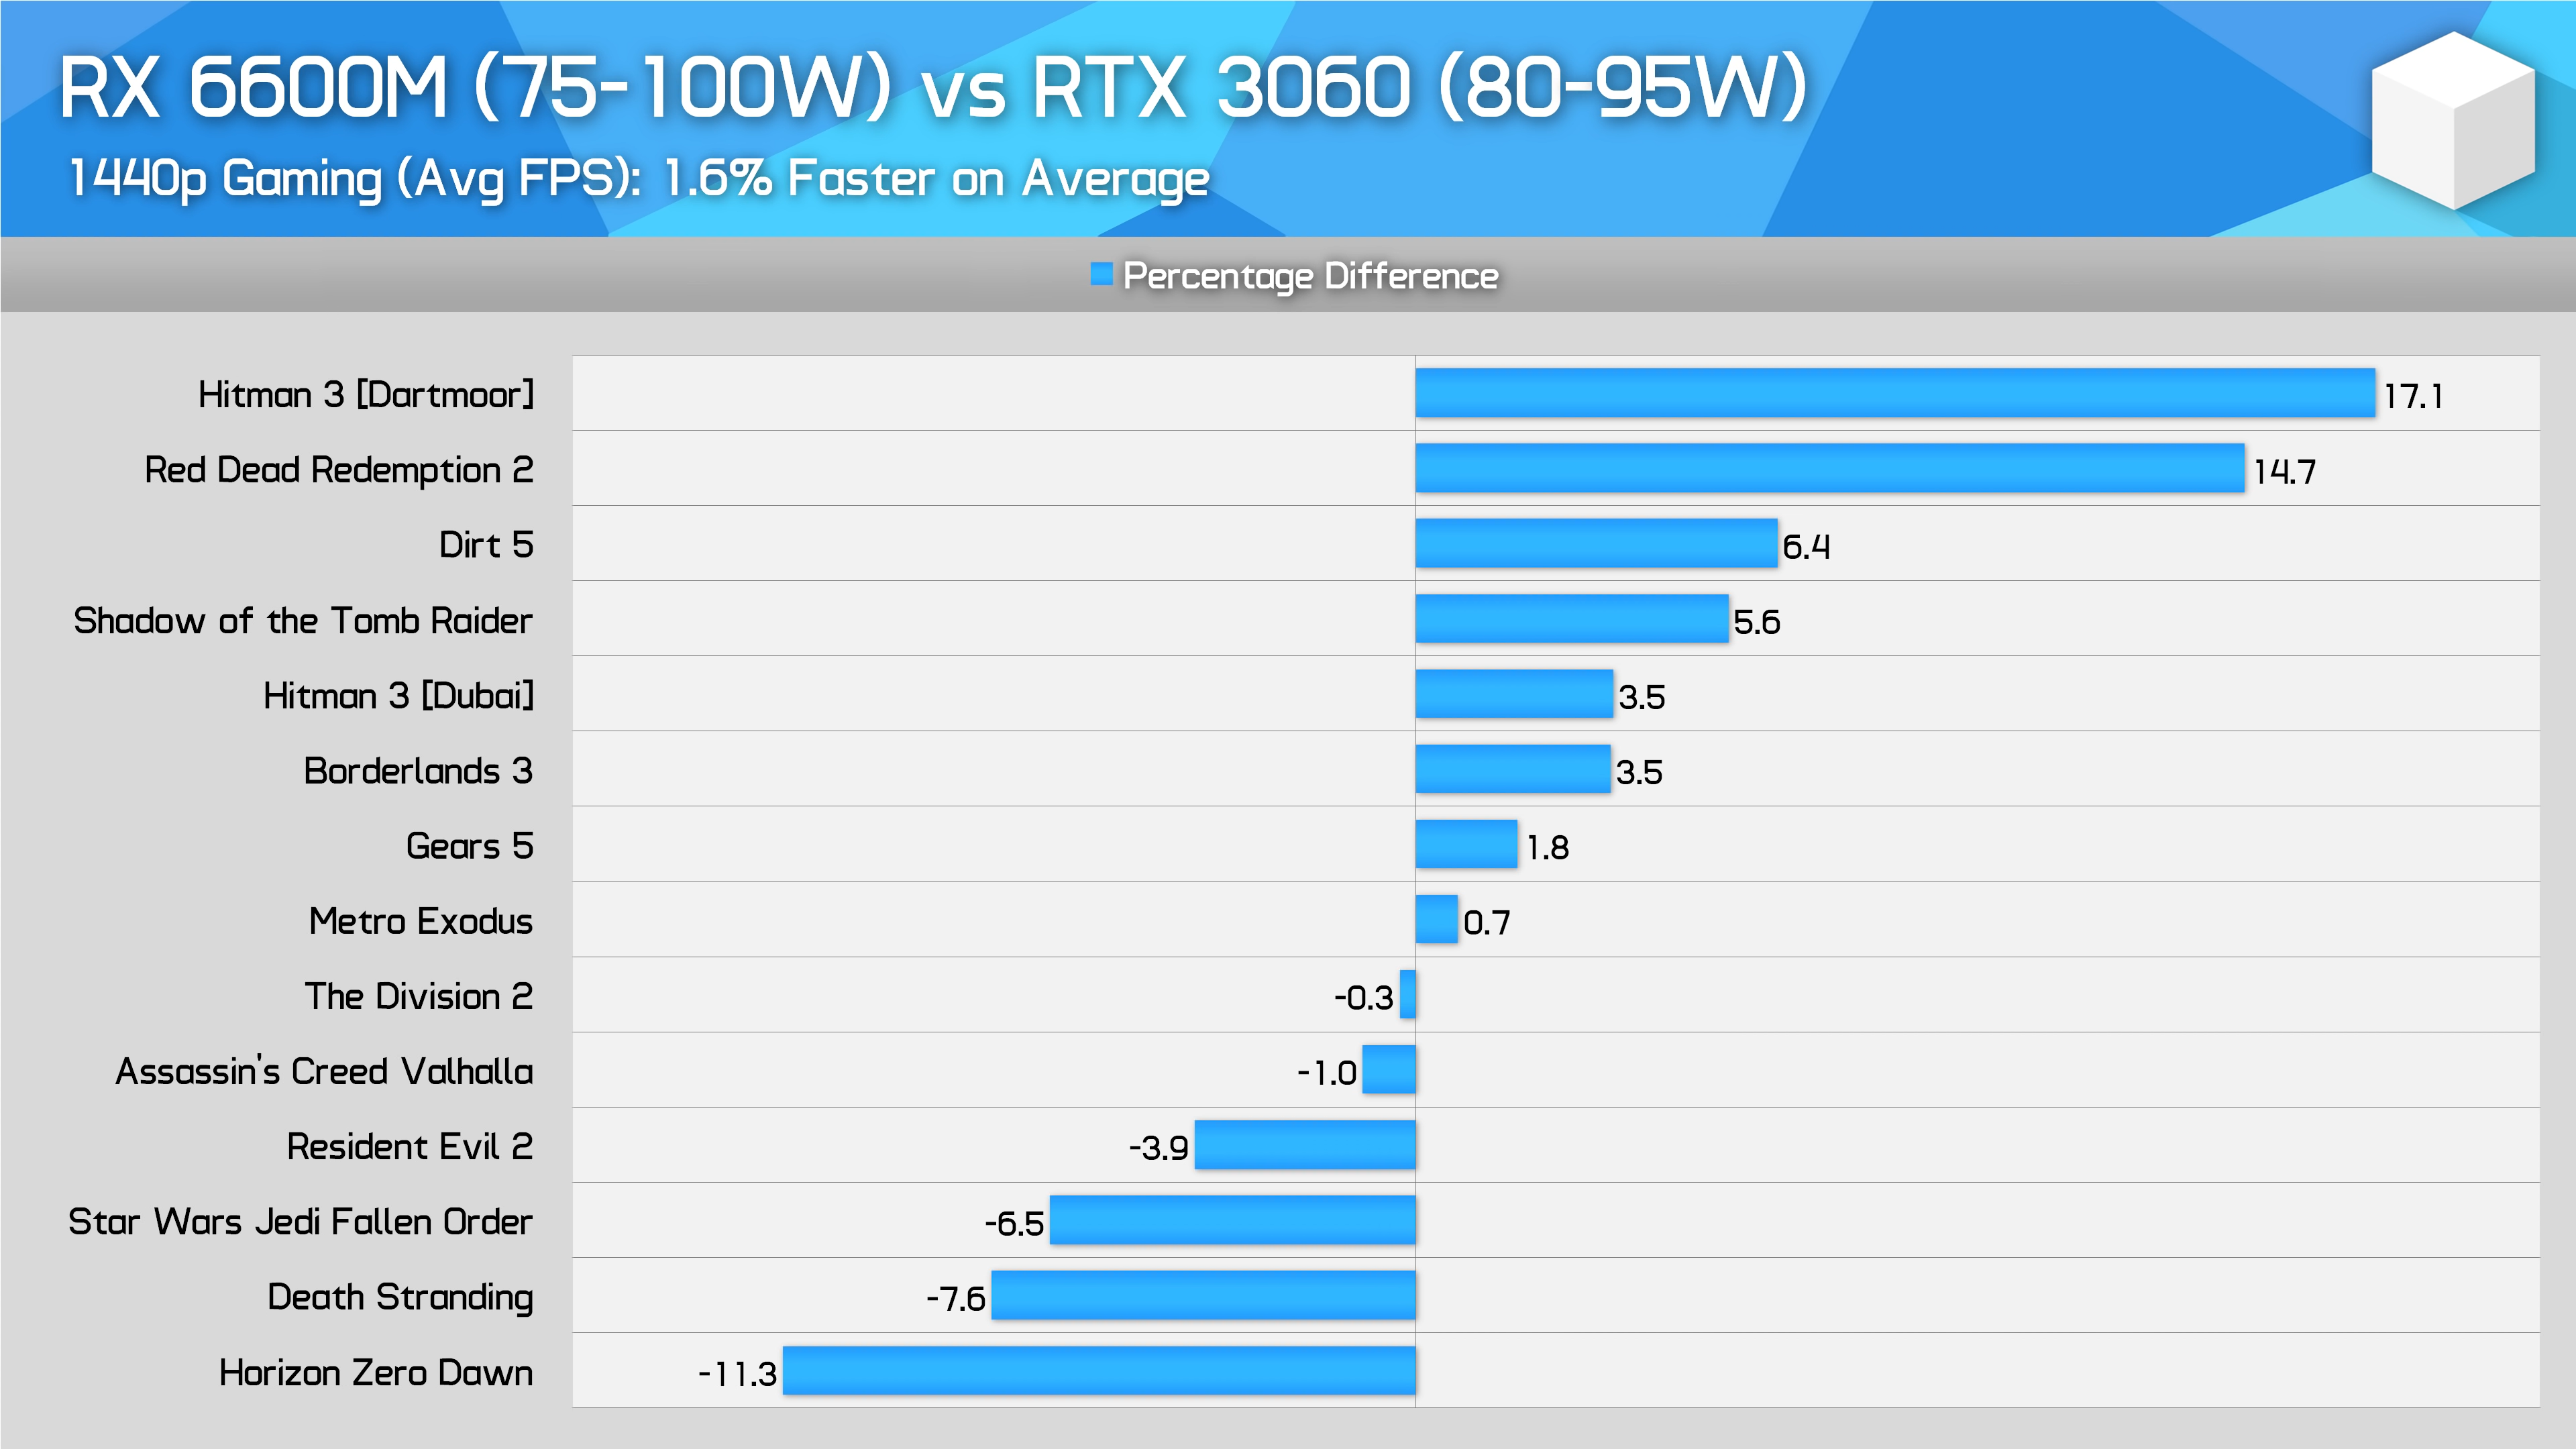 RX 6600M (75-100W) vs RTX 3060 (80-95W)
1440p Gaming (Avg FPS): 1.6% Faster on Average
Percentage Difference
Hitman 3 [Dartmoor] 17.1
Red Dead Redemption 2 14.7
Dirt 5 6.4
Shadow of the Tomb Raider 5.6
Hitman 3 [Dubai] 3.5
Borderlands 3 3.5
Gears 5 1.8
Metro Exodus 0.7
The Division 2 -0.3
Assassin's Creed Valhalla -1.0
Resident Evil 2 -3.9
Star Wars Jedi Fallen Order -6.5
Death Stranding -7.6
Horizon Zero Dawn -11.3